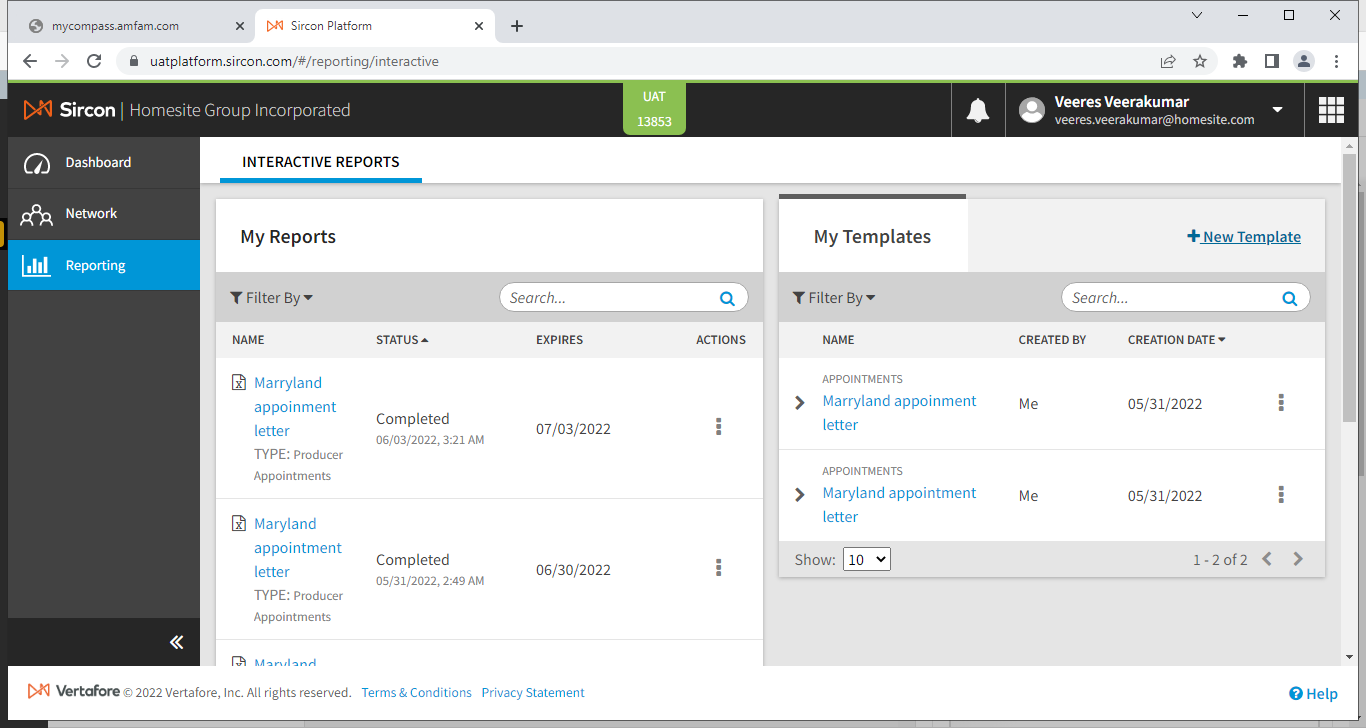 mycompass.amfam.com
Sircon Platform
uatplatform.sircon.com/#/reporting/interactive
Sircon | Homesite Group Incorporated
UAT
13853
Veeres Veerakumar
veeres.veerakumar@homesite.com
Dashboard
Network
Reporting
INTERACTIVE REPORTS
My Reports
Filter By
Search...
NAME STATUS EXPIRES ACTIONS
Marryland
appoinment
letter
TYPE: Producer
Appointments
Completed
06/03/2022, 3:21 AM
07/03/2022
Maryland
appointment
letter
TYPE: Producer
Appointments
Completed
05/31/2022, 2:49 AM
06/30/2022
Maryland
My Templates
+ New Template
Filter By
Search...
NAME CREATED BY CREATION DATE
APPOINTMENTS
Marryland appoinment
letter
Me
05/31/2022
APPOINTMENTS
Maryland appointment
letter
Me
05/31/2022
Show: 10
1 - 2 of 2
Vertafore © 2022 Vertafore, Inc. All rights reserved. Terms & Conditions Privacy Statement
Help